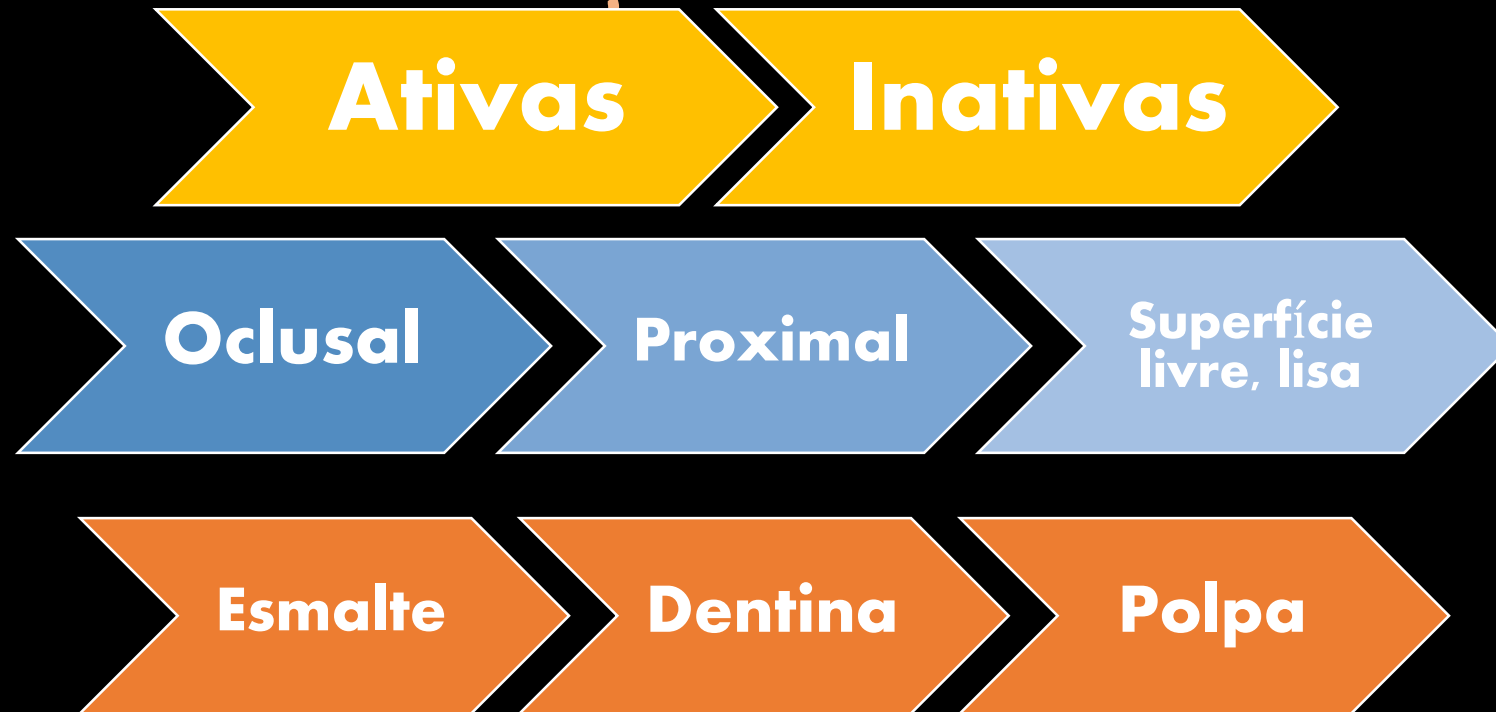 Ativas
Inativas
Oclusal
Proximal
Superfície
livre, lisa
Esmalte
Dentina
Polpa